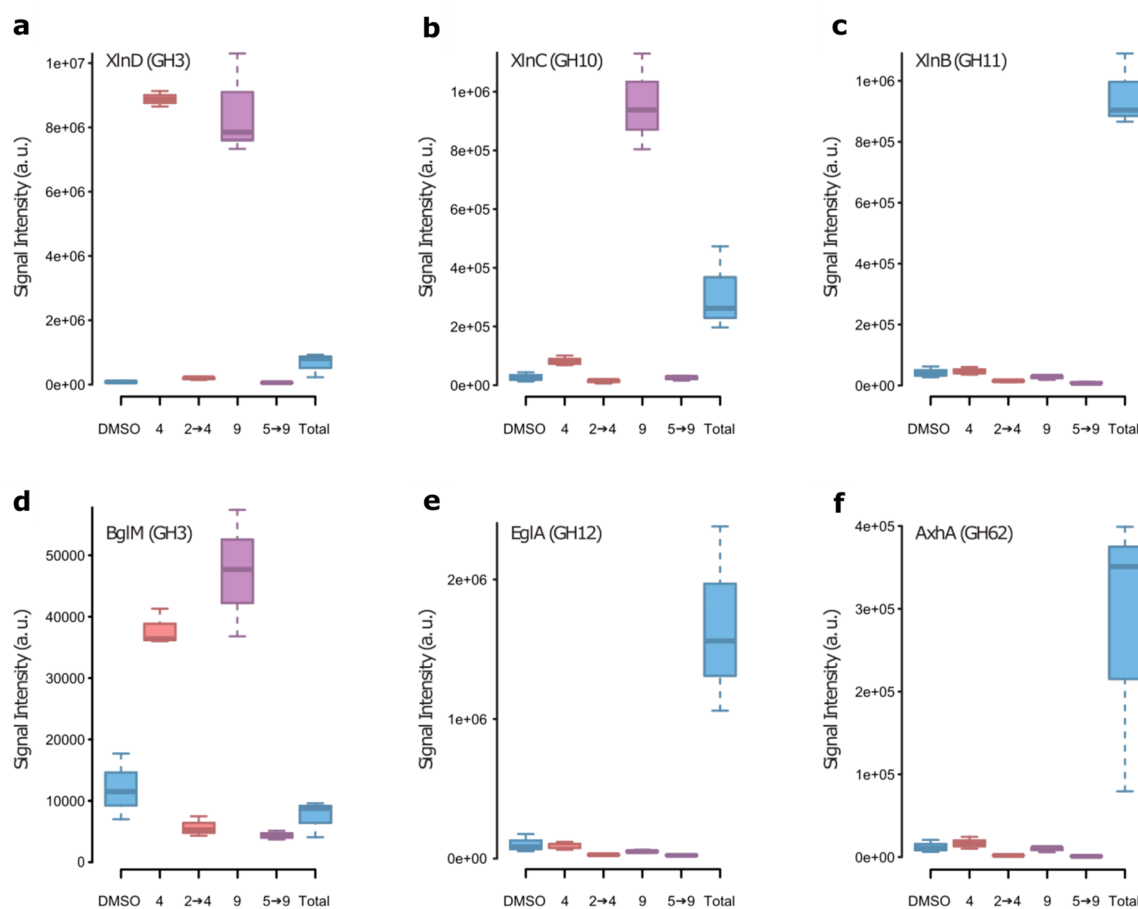 a
XlnD (GH3)
Signal Intensity (a. u.)
1e+07
8e+06
6e+06
4e+06
2e+06
0e+00
DMSO 4 2→4 9 5→9 Total
b
XlnC (GH10)
Signal Intensity (a. u.)
1e+06
8e+05
6e+05
4e+05
2e+05
0e+00
DMSO 4 2→4 9 5→9 Total
c
XlnB (GH11)
Signal Intensity (a. u.)
1e+06
8e+05
6e+05
4e+05
2e+05
0e+00
DMSO 4 2→4 9 5→9 Total
d
BglM (GH3)
Signal Intensity (a. u.)
50000
40000
30000
20000
10000
0
DMSO 4 2→4 9 5→9 Total
e
EglA (GH12)
Signal Intensity (a. u.)
2e+06
1e+06
0e+00
DMSO 4 2→4 9 5→9 Total
f
AxhA (GH62)
Signal Intensity (a. u.)
4e+05
3e+05
2e+05
1e+05
0e+00
DMSO 4 2→4 9 5→9 Total